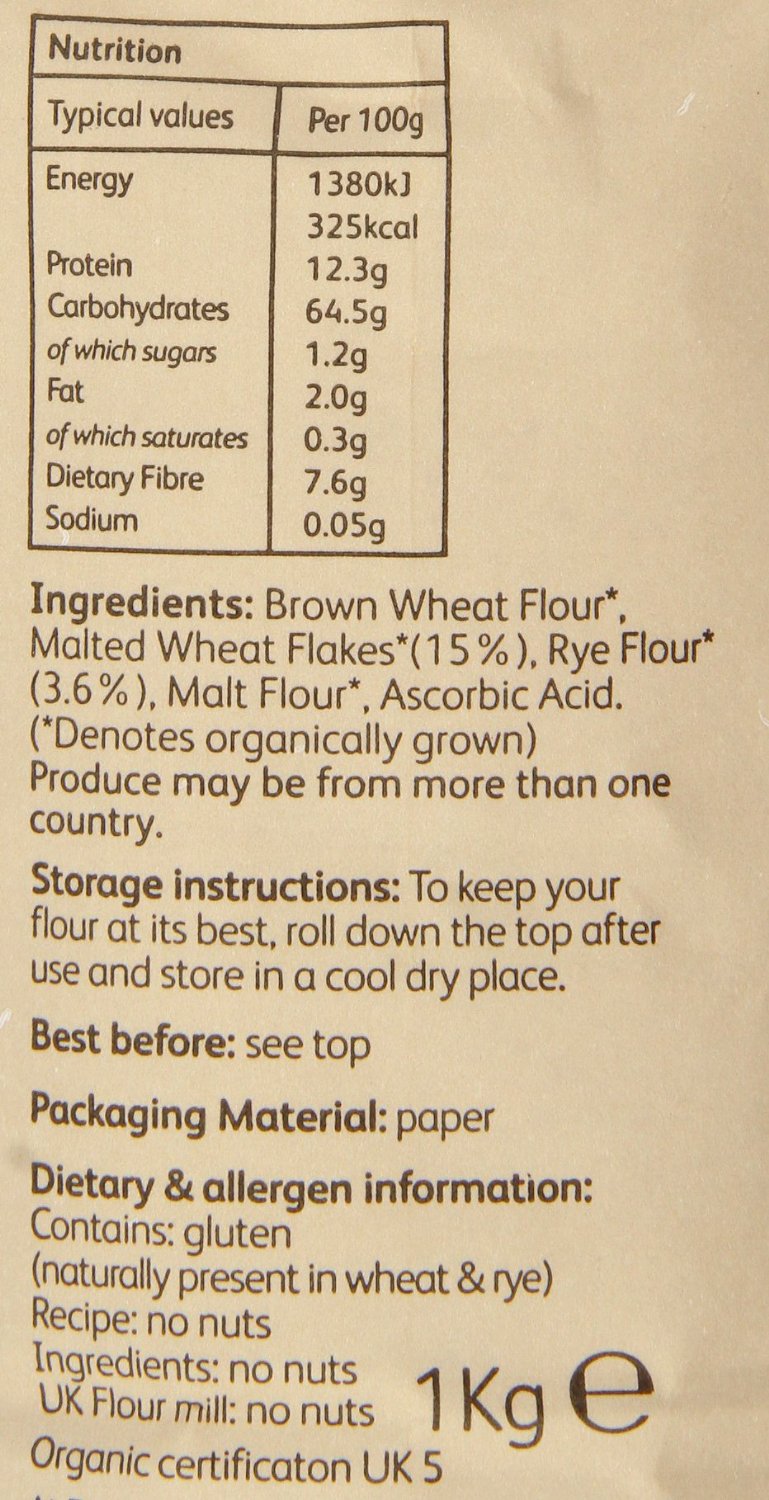 Nutrition
Typical values Per 100g
Energy 1380kJ
325kcal
Protein 12.3g
Carbohydrates 64.5g
of which sugars 1.2g
Fat 2.0g
of which saturates 0.3g
Dietary Fibre 7.6g
Sodium 0.05g
Ingredients: Brown Wheat Flour*,
Malted Wheat Flakes*(15%), Rye Flour*
(3.6%), Malt Flour*, Ascorbic Acid.
(*Denotes organically grown)
Produce may be from more than one
country.
Storage instructions: To keep your
flour at its best, roll down the top after
use and store in a cool dry place.
Best before: see top
Packaging Material: paper
Dietary & allergen information:
Contains: gluten
(naturally present in wheat & rye)
Recipe: no nuts
Ingredients: no nuts
UK Flour mill: no nuts
1Kg e
Organic certificaton UK 5